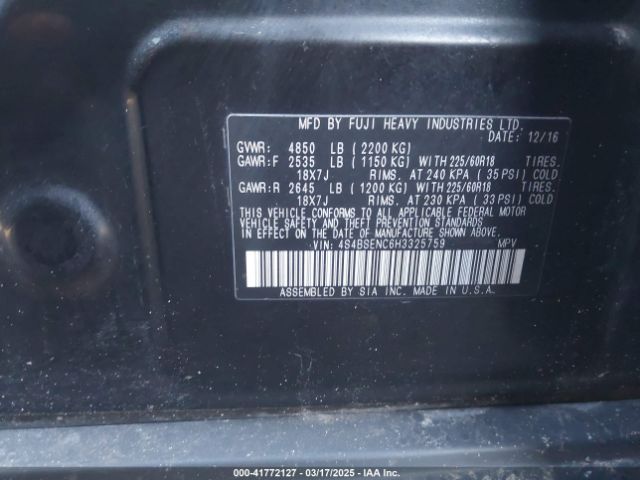 MFD BY FUJI HEAVY INDUSTRIES LTD.
DATE: 12/16
GVWR: 4850 LB (2200 KG)
GAWR:F 2535 LB (1150 KG) WITH 225/60R18 TIRES.
18X7J RIMS. AT 240 KPA (35 PSI) COLD
GAWR:R 2645 LB (1200 KG) WITH 225/60R18 TIRES.
18X7J RIMS. AT 230 KPA (33 PSI) COLD
THIS VEHICLE CONFORMS TO ALL APPLICABLE FEDERAL MOTOR
VEHICLE SAFETY AND THEFT PREVENTION STANDARDS
IN EFFECT ON THE DATE OF MANUFACTURE SHOWN ABOVE.
VIN: 4S4BSENC6H3325759 MPV
ASSEMBLED BY SIA INC. MADE IN U.S.A.
000-41772127 - 03/17/2025 - IAA Inc.